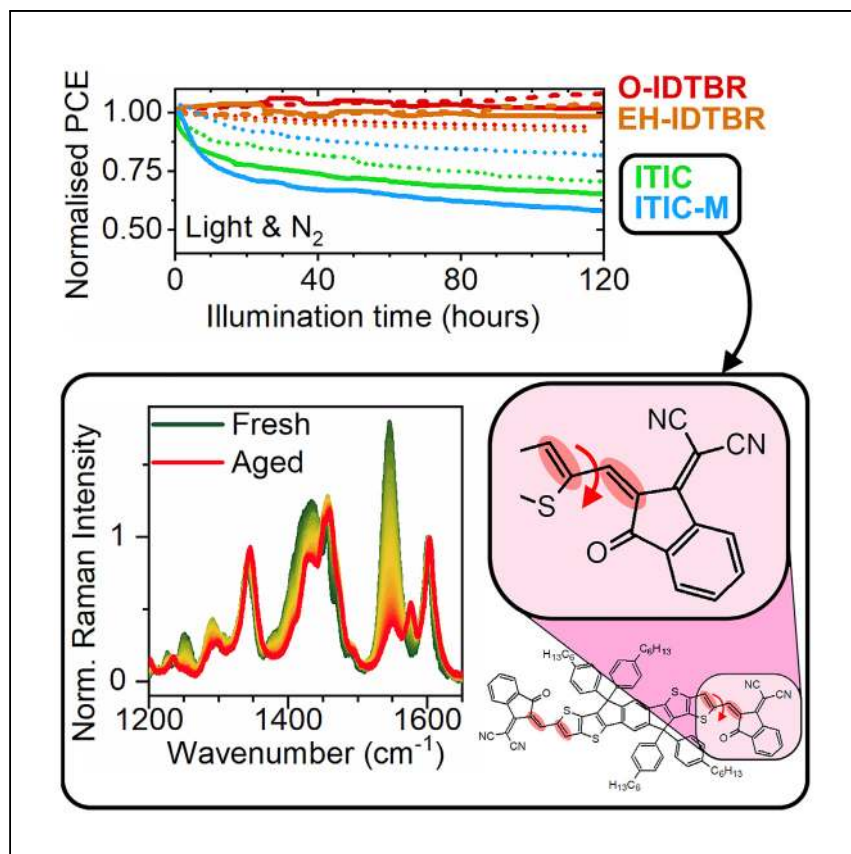 O-IDTBR
EH-IDTBR
ITIC
ITIC-M
Normalised PCE
1.00
0.75
0.50
Light & N₂
0 40 80 120
Illumination time (hours)
Fresh
Aged
Norm. Raman Intensity
1
0
1200 1400 1600
Wavenumber (cm⁻¹)
NC
CN
S
O
H₁₃C₆
C₆H₁₃
O
S
S
NC
CN
NC
CN
S
S
O
H₁₃C₆
C₆H₁₃